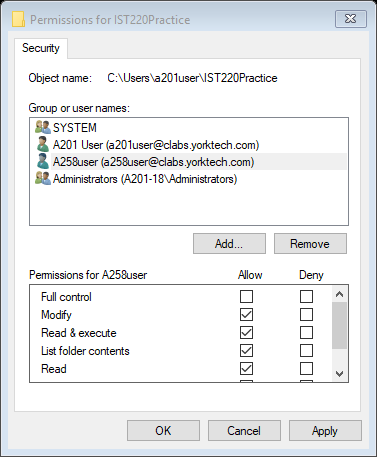 Permissions for IST220Practice
Security
Object name: C:\Users\a201user\IST220Practice
Group or user names:
SYSTEM
A201 User (a201user@clabs.yorktech.com)
A258user (a258user@clabs.yorktech.com)
Administrators (A201-18\Administrators)
Add... Remove
Permissions for A258user Allow Deny
Full control
Modify
Read & execute
List folder contents
Read
OK Cancel Apply